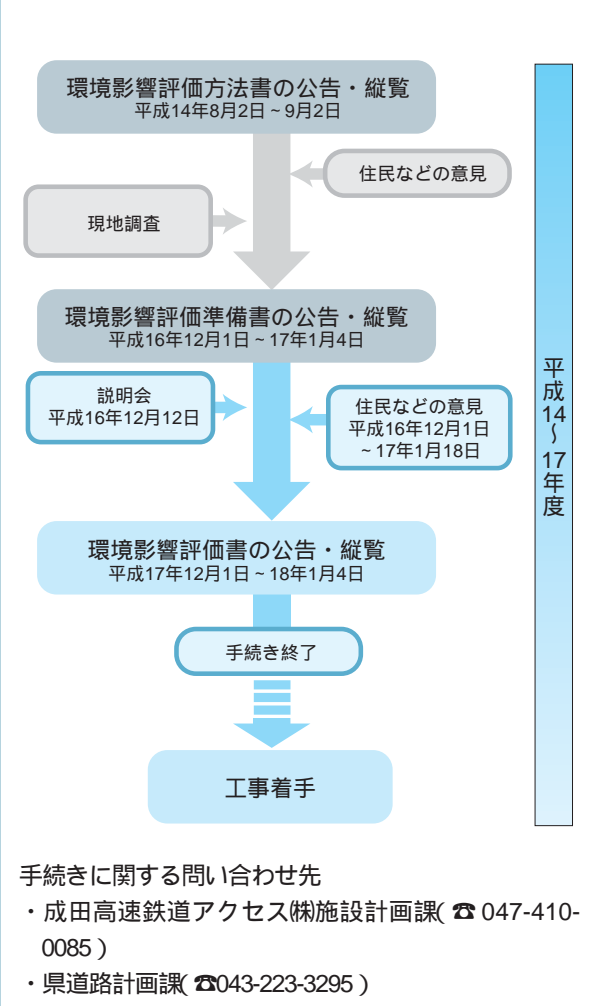 環境影響評価方法書の公告・縦覧
平成14年8月2日~9月2日
住民などの意見
現地調査
環境影響評価準備書の公告・縦覧
平成16年12月1日~17年1月4日
説明会
平成16年12月12日
住民などの意見
平成16年12月1日
~17年1月18日
環境影響評価書の公告・縦覧
平成17年12月1日~18年1月4日
手続き終了
工事着手
平成14~17年度
手続きに関する問い合わせ先
・成田高速鉄道アクセス㈱施設計画課(☎047-410-
0085)
・県道路計画課(☎043-223-3295)